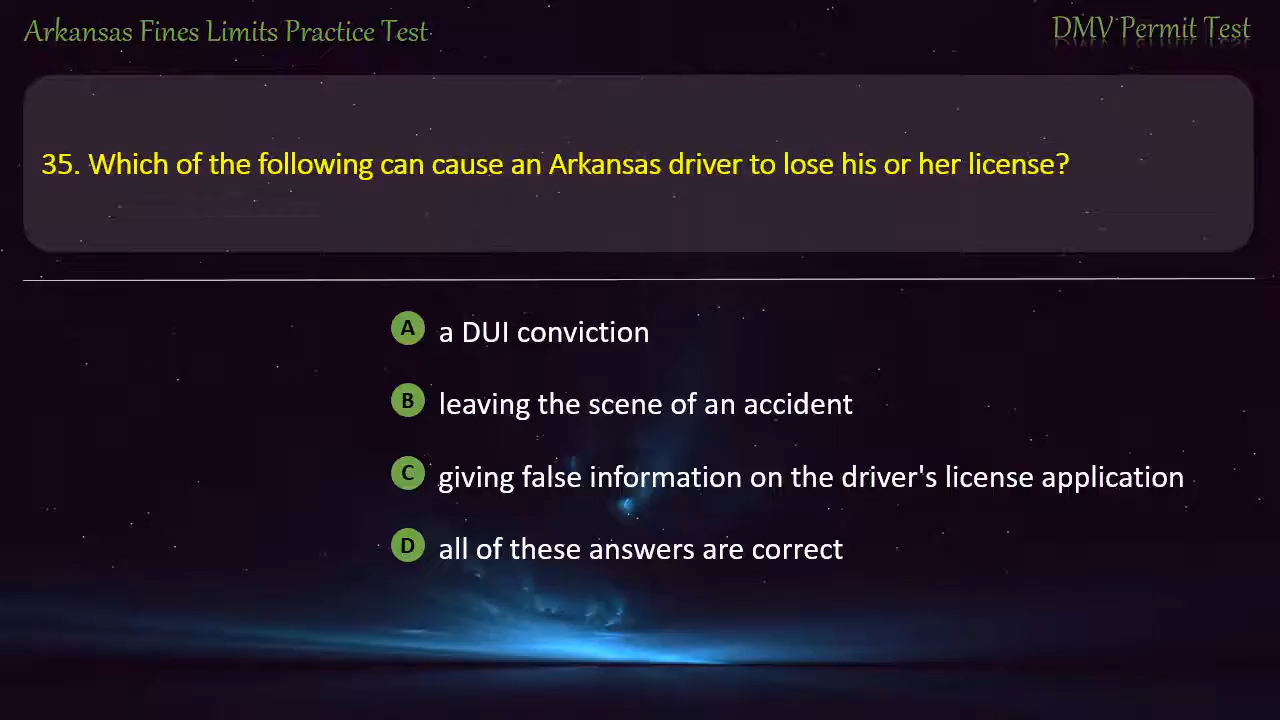 Arkansas Fines Limits Practice Test
DMV Permit Test
35. Which of the following can cause an Arkansas driver to lose his or her license?
A a DUI conviction
B leaving the scene of an accident
C giving false information on the driver's license application
D all of these answers are correct